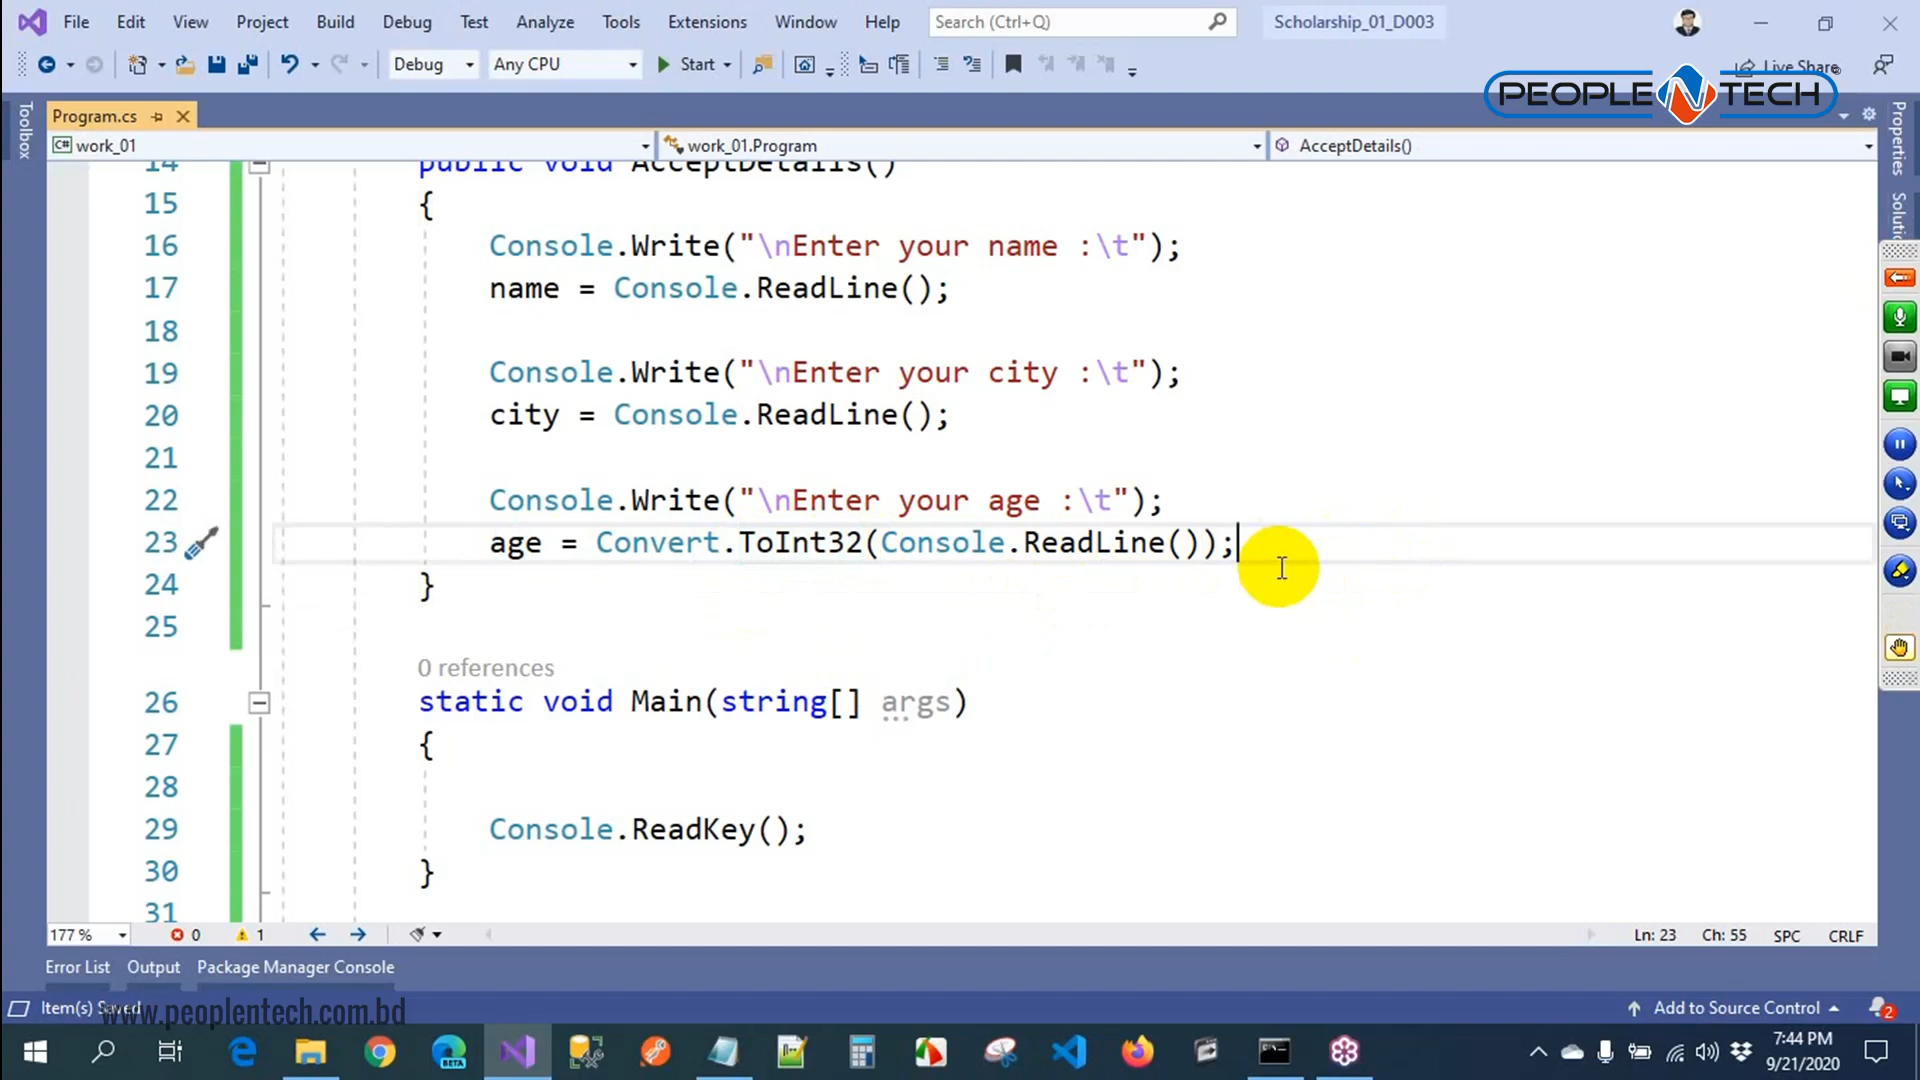 File Edit View Project Build Debug Test Analyze Tools Extensions Window Help Search (Ctrl+Q) Scholarship_01_D003
Debug Any CPU Start Live Share
PEOPLE N TECH
Toolbox
Program.cs
Properties
work_01 work_01.Program AcceptDetails()
14 public void AcceptDetails()
15 {
16 Console.Write("\nEnter your name :\t");
17 name = Console.ReadLine();
18
19 Console.Write("\nEnter your city :\t");
20 city = Console.ReadLine();
21
22 Console.Write("\nEnter your age :\t");
23 age = Convert.ToInt32(Console.ReadLine());
24 }
25
0 references
26 static void Main(string[] args)
27 {
28
29 Console.ReadKey();
30 }
31
177 % 0 1 Ln: 23 Ch: 55 SPC CRLF
Error List Output Package Manager Console
Item(s) Saved Add to Source Control 2
www.peoplentech.com.bd
BETA
7:44 PM
9/21/2020